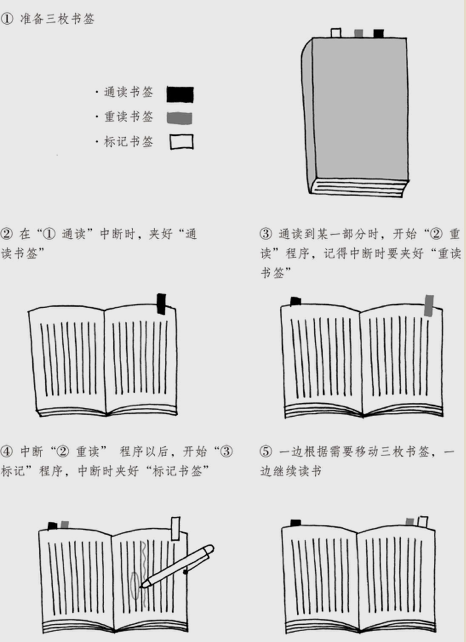 ① 准备三枚书签
· 通读书签
· 重读书签
· 标记书签
② 在“① 通读”中断时，夹好“通
读书签”
③ 通读到某一部分时，开始“② 重
读”程序，记得中断时要夹好“重读
书签”
④ 中断“② 重读” 程序以后，开始“③
标记”程序，中断时夹好“标记书签”
⑤ 一边根据需要移动三枚书签，一
边继续读书